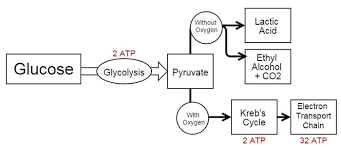 Without
Oxygen
Lactic
Acid
2 ATP
Glucose
Glycolysis
Pyruvate
Ethyl
Alcohol
+ CO2
With
Oxygen
Kreb's
Cycle
2 ATP
Electron
Transport
Chain
32 ATP